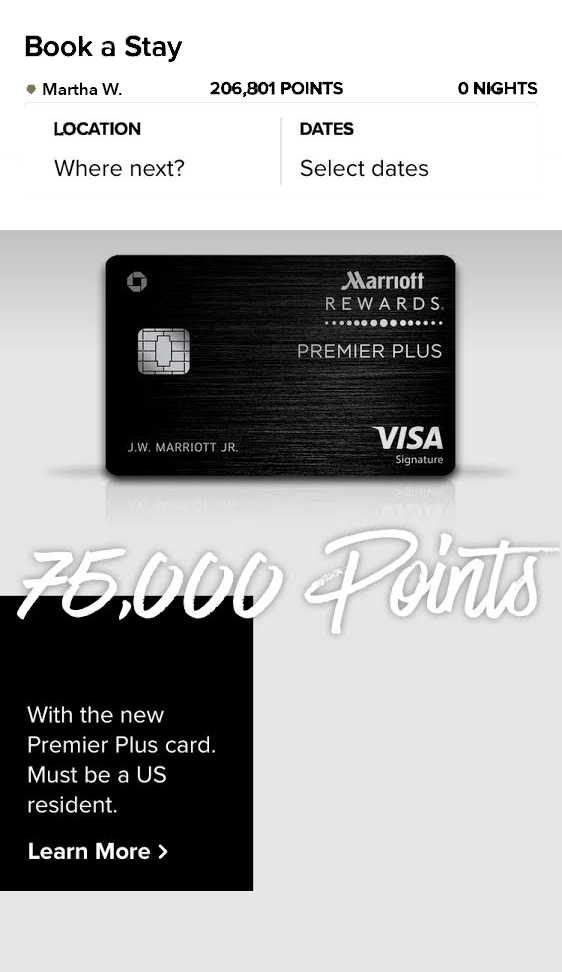 Book a Stay
Martha W. 206,801 POINTS 0 NIGHTS
LOCATION DATES
Where next? Select dates
Marriott
REWARDS.
PREMIER PLUS
J.W. MARRIOTT JR.
VISA
Signature
75,000 Points
With the new
Premier Plus card.
Must be a US
resident.
Learn More >